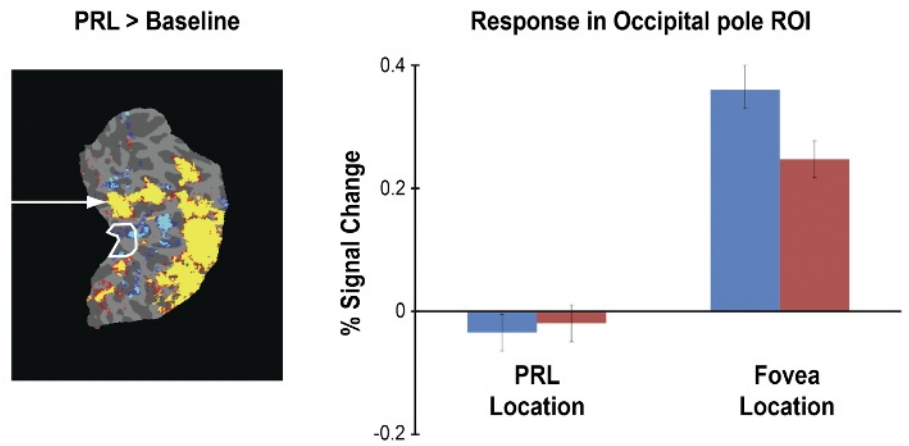 PRL > Baseline
Response in Occipital pole ROI
% Signal Change
0.4
0.2
0
-0.2
PRL
Location
Fovea
Location